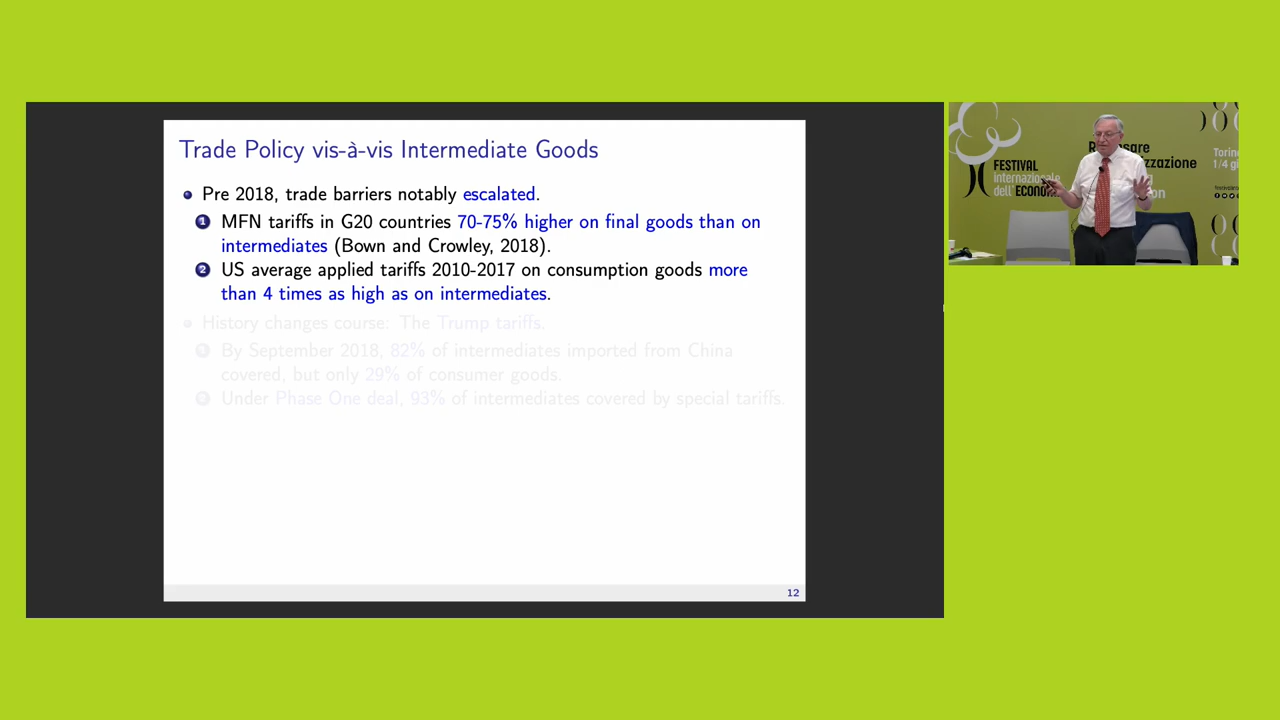 Trade Policy vis-à-vis Intermediate Goods
Pre 2018, trade barriers notably escalated.
1 MFN tariffs in G20 countries 70-75% higher on final goods than on
intermediates (Bown and Crowley, 2018).
2 US average applied tariffs 2010-2017 on consumption goods more
than 4 times as high as on intermediates.
History changes course: The Trump tariffs.
By September 2018, 82% of intermediates imported from China
covered, but only 29% of consumer goods.
Under Phase One deal, 93% of intermediates covered by special tariffs.
12
FESTIVAL
internazionale
dell'ECONOM
Torino